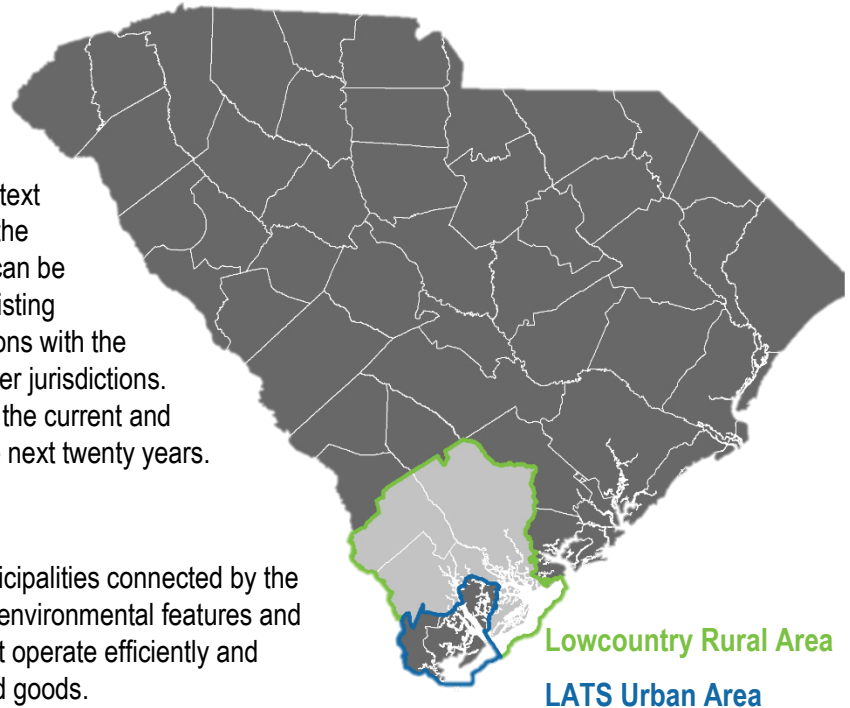 text
the
can be
isting
ons with the
er jurisdictions.
the current and
next twenty years.
icipalities connected by the
environmental features and
t operate efficiently and
d goods.
Lowcountry Rural Area
LATS Urban Area